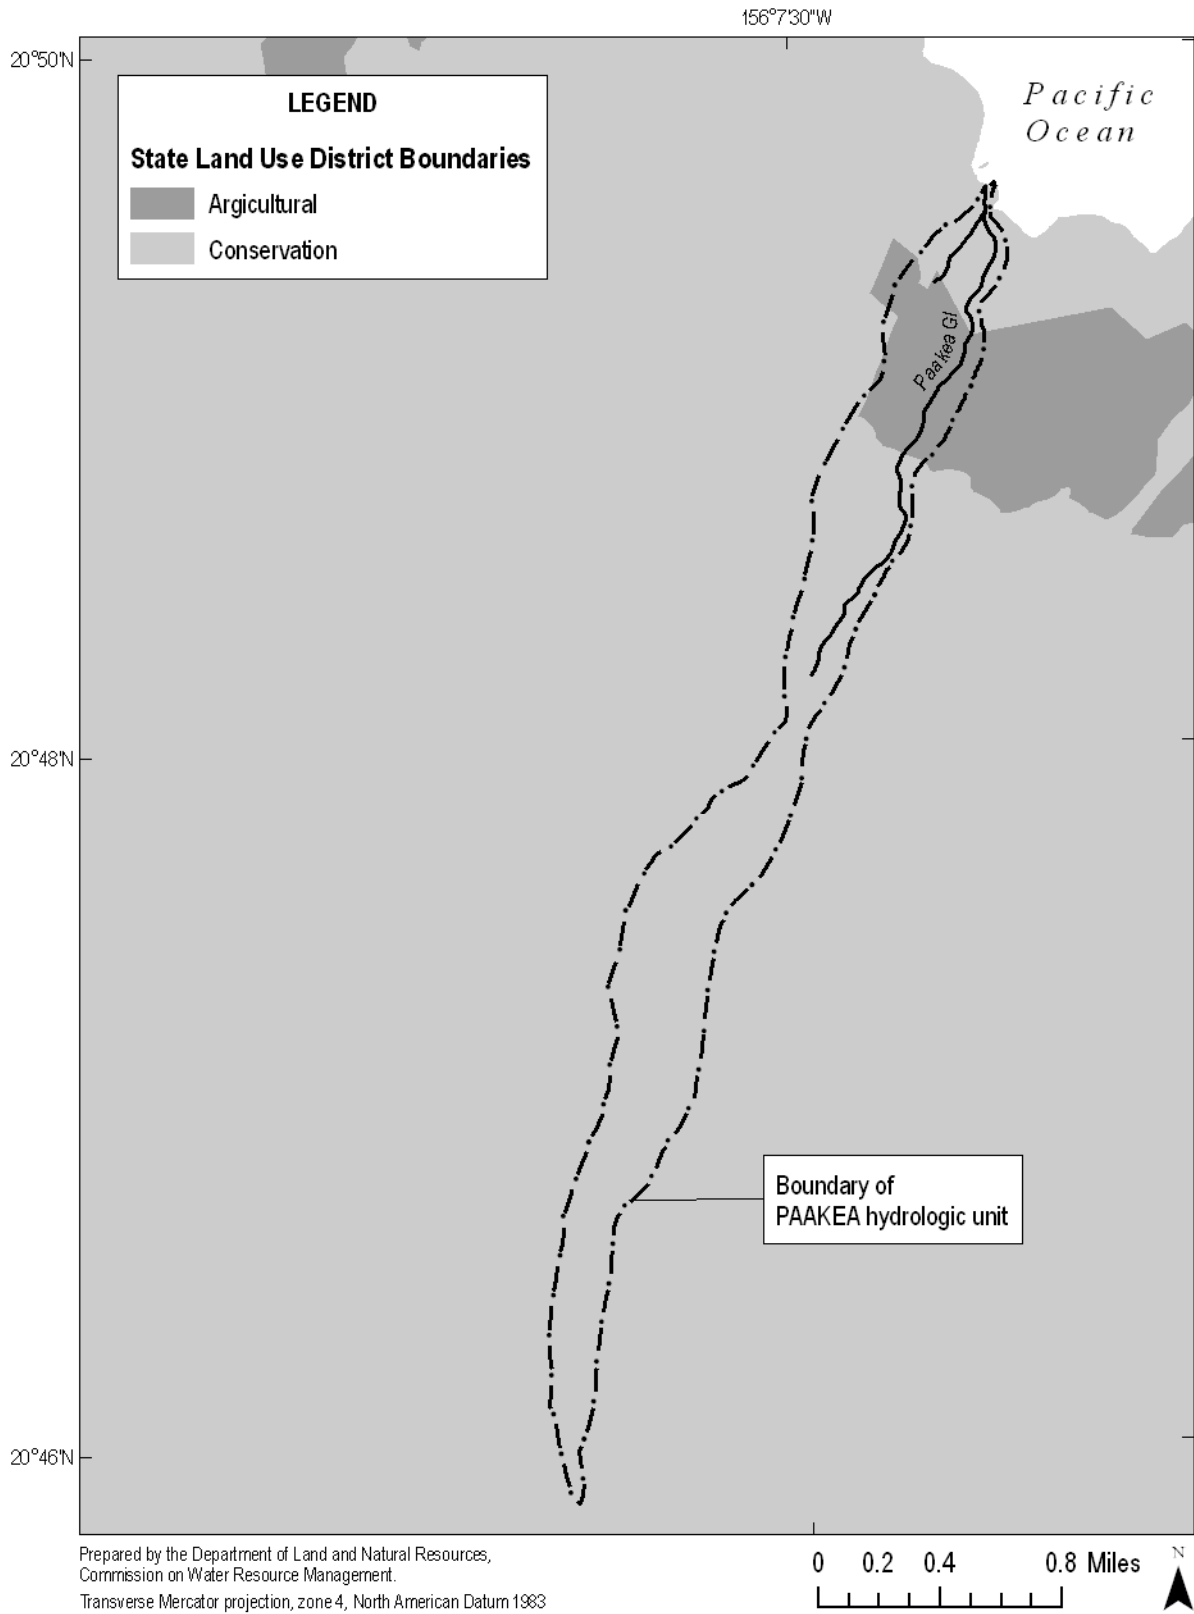 156°7'30"W
20°50'N
Pacific
Ocean
LEGEND
State Land Use District Boundaries
Argicultural
Conservation
Paakea Gl
20°48'N
Boundary of
PAAKEA hydrologic unit
20°46'N
Prepared by the Department of Land and Natural Resources,
Commission on Water Resource Management.
Transverse Mercator projection, zone 4, North American Datum 1983
0 0.2 0.4 0.8 Miles
N